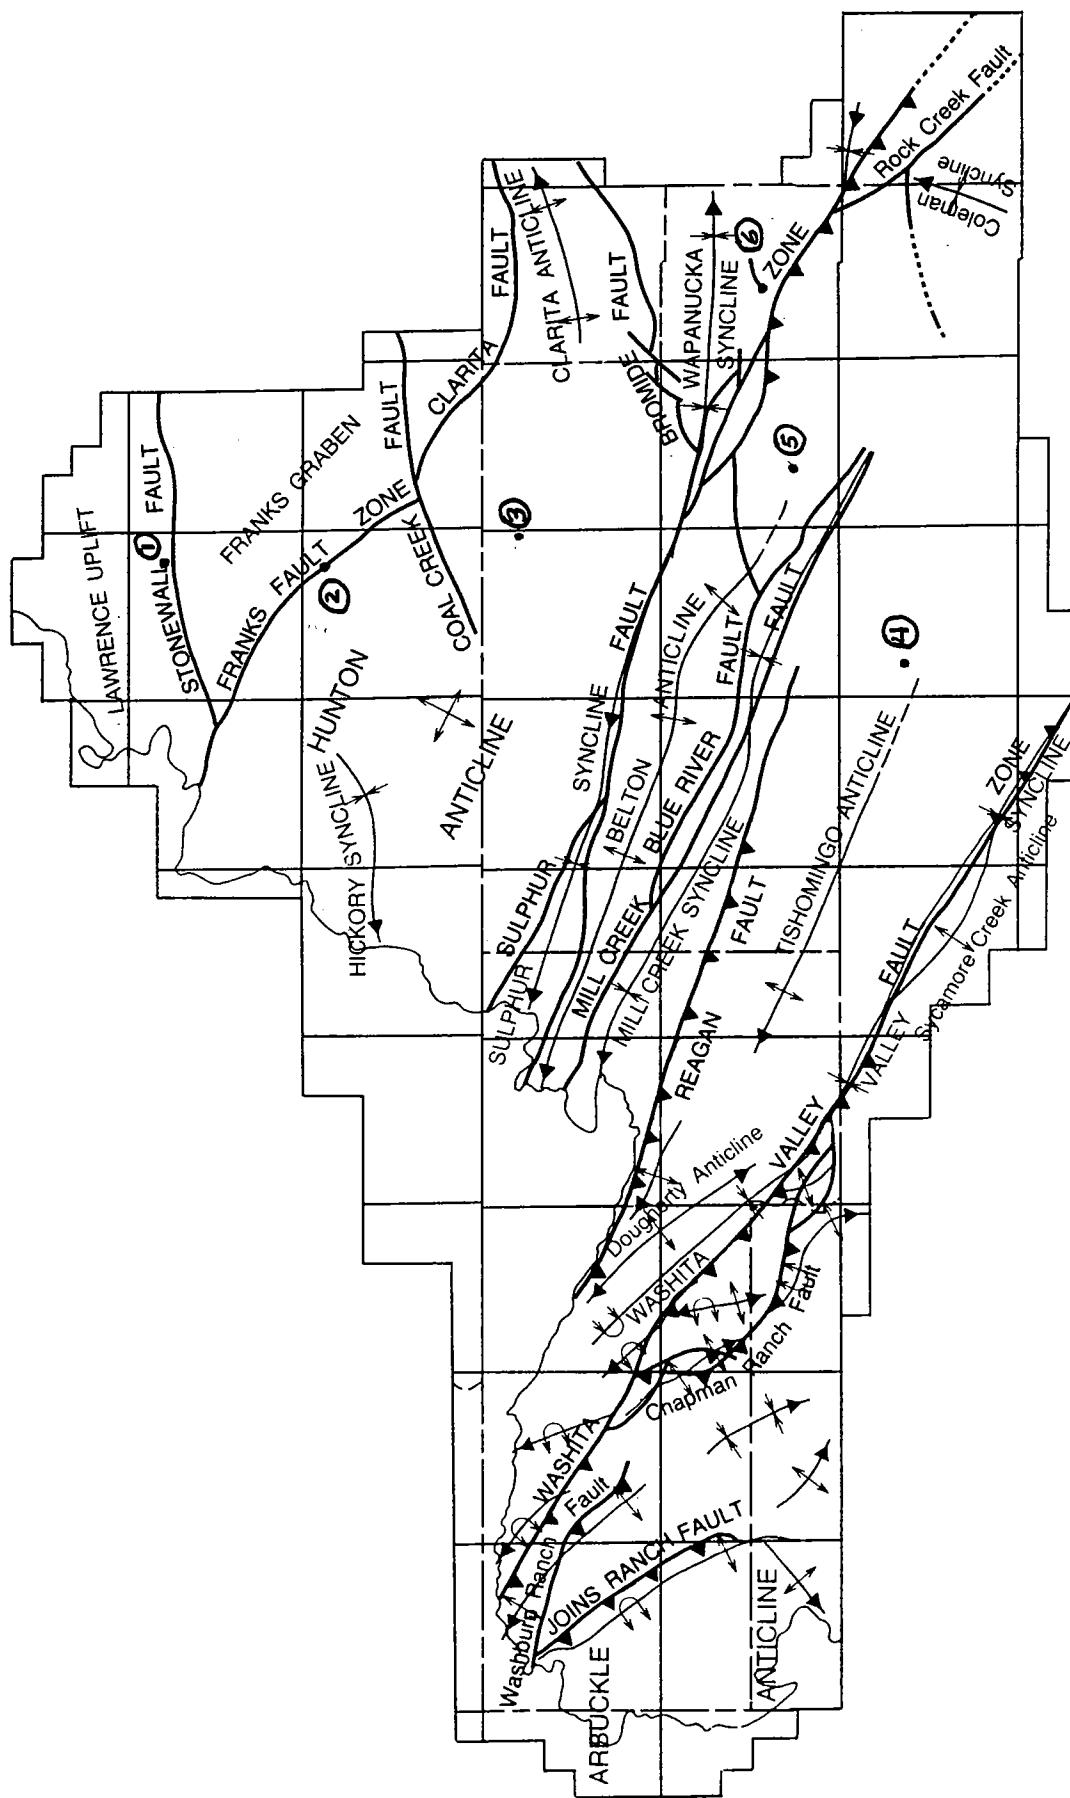 LAWRENCE UPLIFT
1
STONEWALL FAULT
FRANKS GRABEN
FRANKS FAULT ZONE
2
COAL CREEK FAULT
CLARITA FAULT
3
CLARITA ANTICLINE
HUNTON
ANTICLINE
HICKORY SYNCLINE
BROMIDE FAULT
WAPANUCKA
SYNCLINE
6
ZONE
Rock Creek Fault
Coleman
Syncline
5
SULPHUR FAULT
SULPHUR SYNCLINE
BELTON ANTICLINE
MILL CREEK FAULT
BLUE RIVER FAULT
MILL CREEK SYNCLINE
REAGAN FAULT
4
TISHOMINGO ANTICLINE
WASHITA VALLEY FAULT ZONE
VALLEY SYNCLINE
Sycamore Creek Anticline
Dougherty Anticline
WASHITA
Chapman Ranch Fault
Washburn Ranch Fault
JOINS RANCH FAULT
ARBUCKLE
ANTICLINE